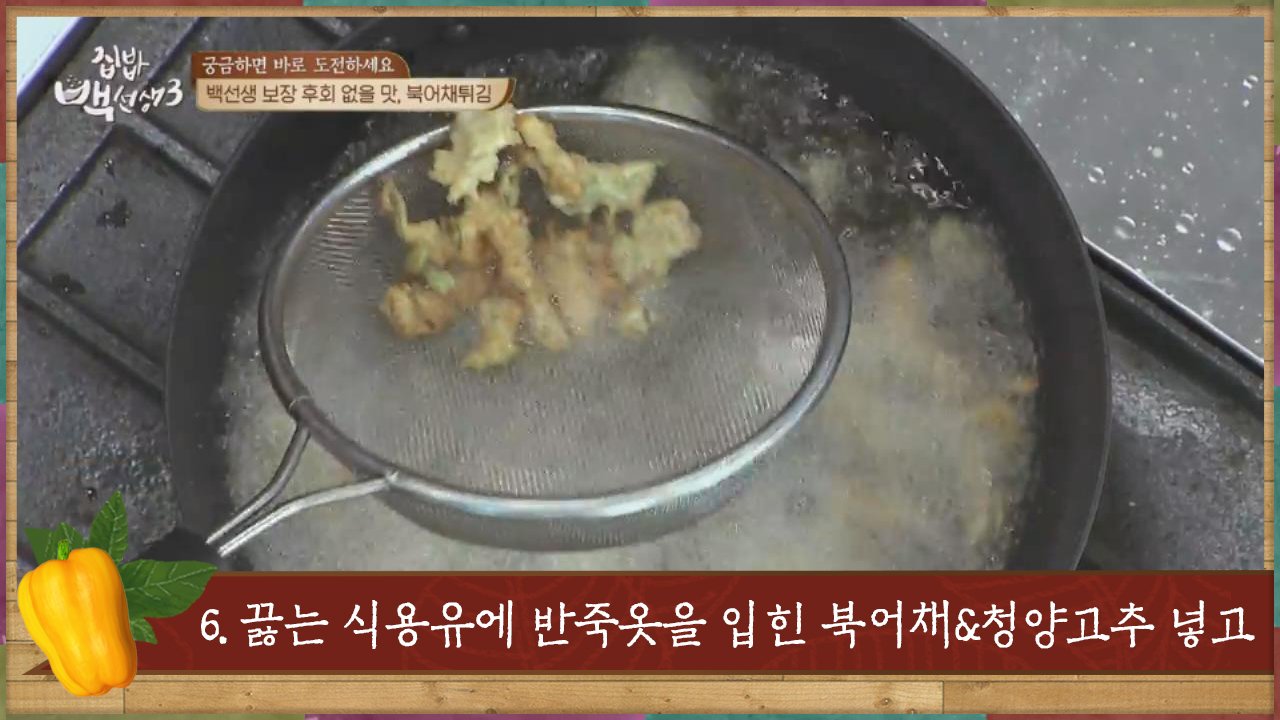 집밥
백선생3
궁금하면 바로 도전하세요
백선생 보장 후회 없을 맛, 북어채튀김
6. 끓는 식용유에 반죽옷을 입힌 북어채&청양고추 넣고